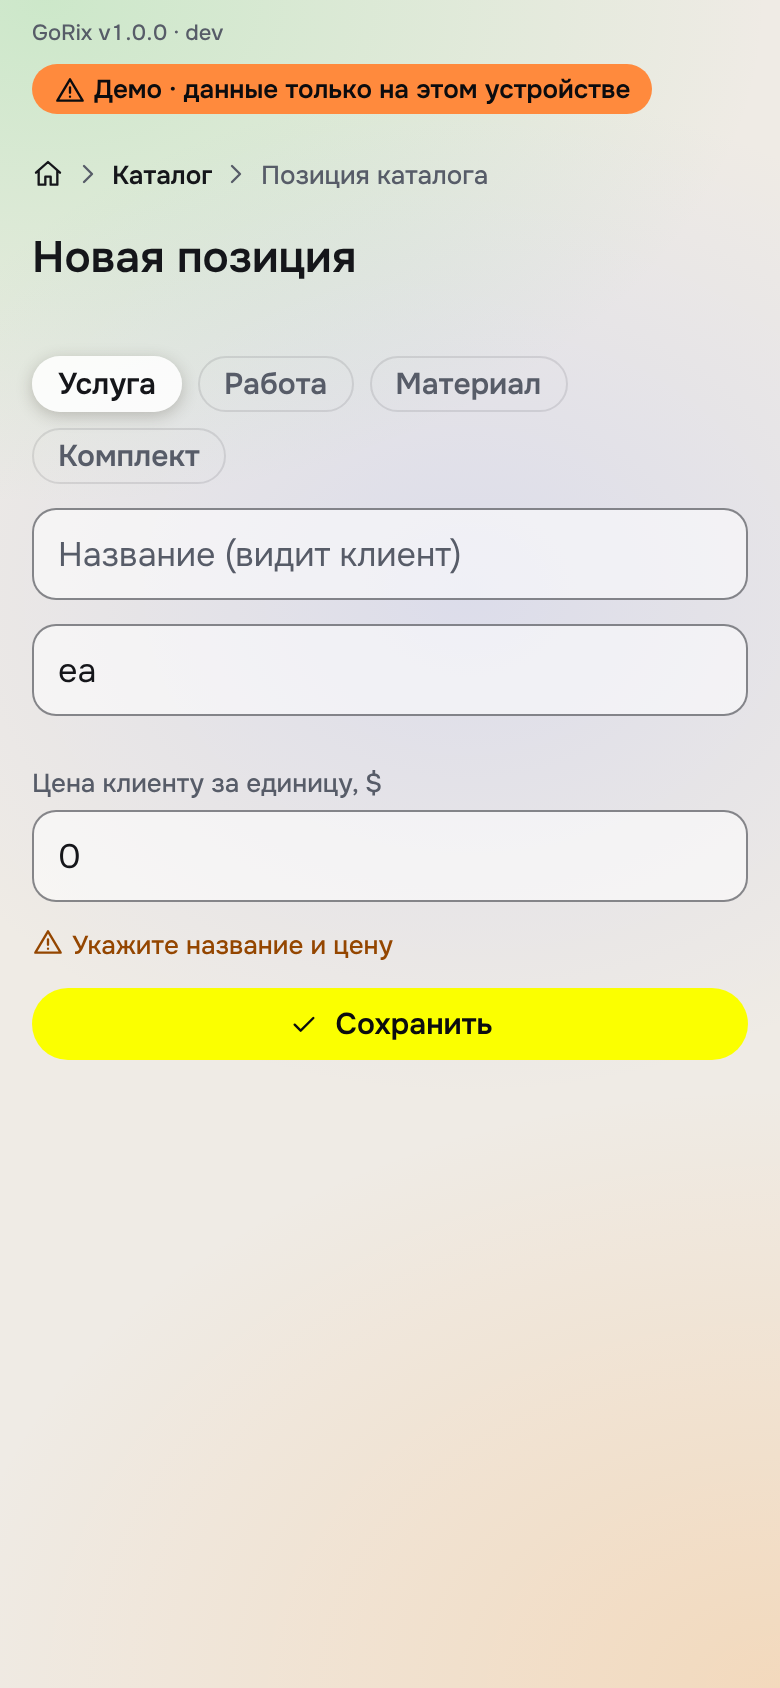 GoRix v1.0.0 · dev
Демо · данные только на этом устройстве
Каталог Позиция каталога
Новая позиция
Услуга Работа Материал
Комплект
Название (видит клиент)
ea
Цена клиенту за единицу, $
0
Укажите название и цену
Сохранить